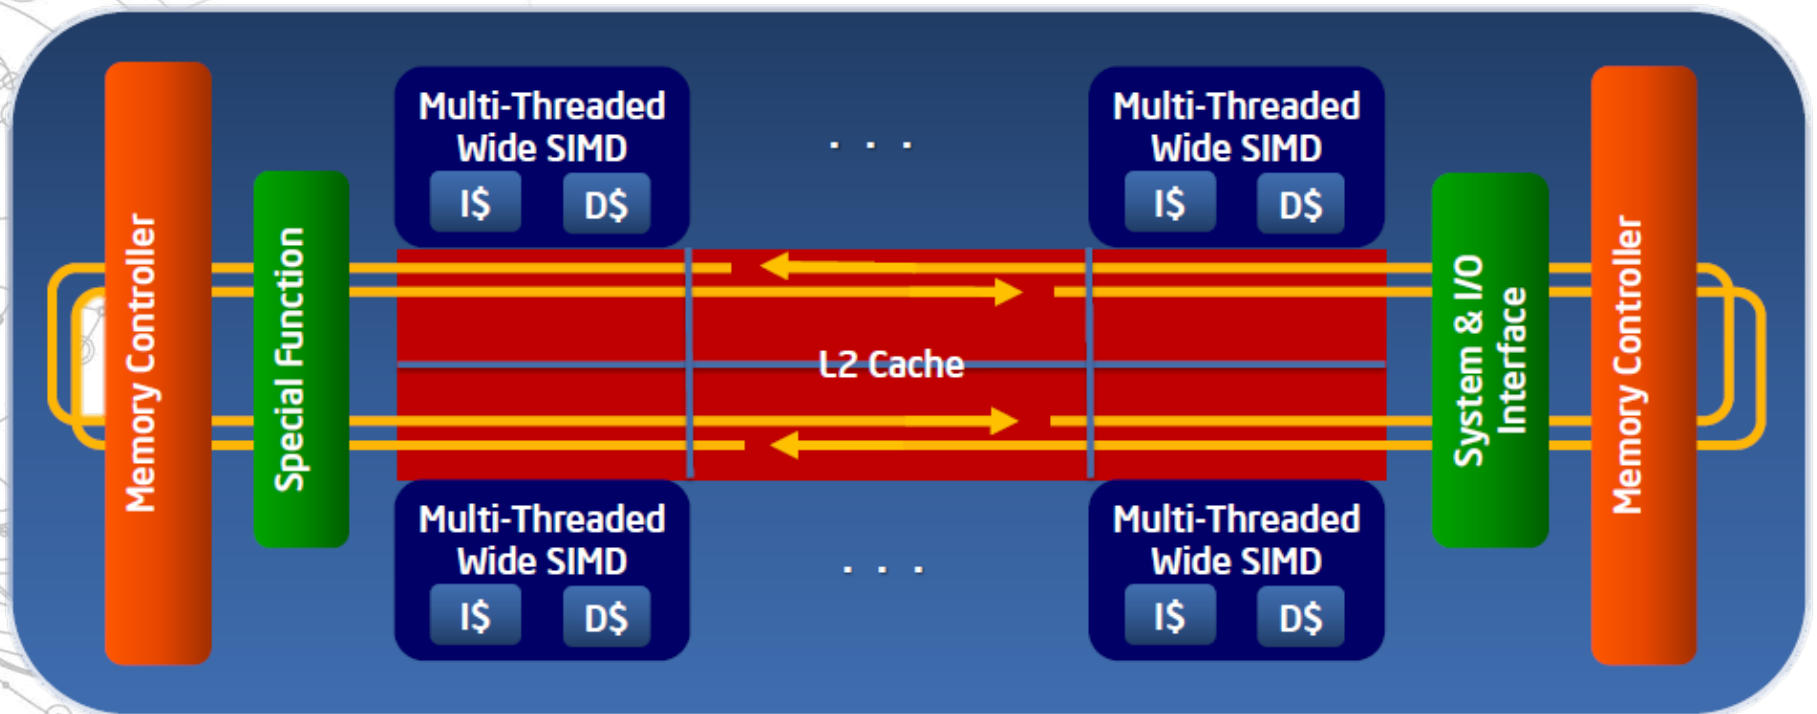 Memory Controller
Special Function
Multi-Threaded
Wide SIMD
I$ D$
. . .
Multi-Threaded
Wide SIMD
I$ D$
L2 Cache
Multi-Threaded
Wide SIMD
I$ D$
. . .
Multi-Threaded
Wide SIMD
I$ D$
System & I/O
Interface
Memory Controller